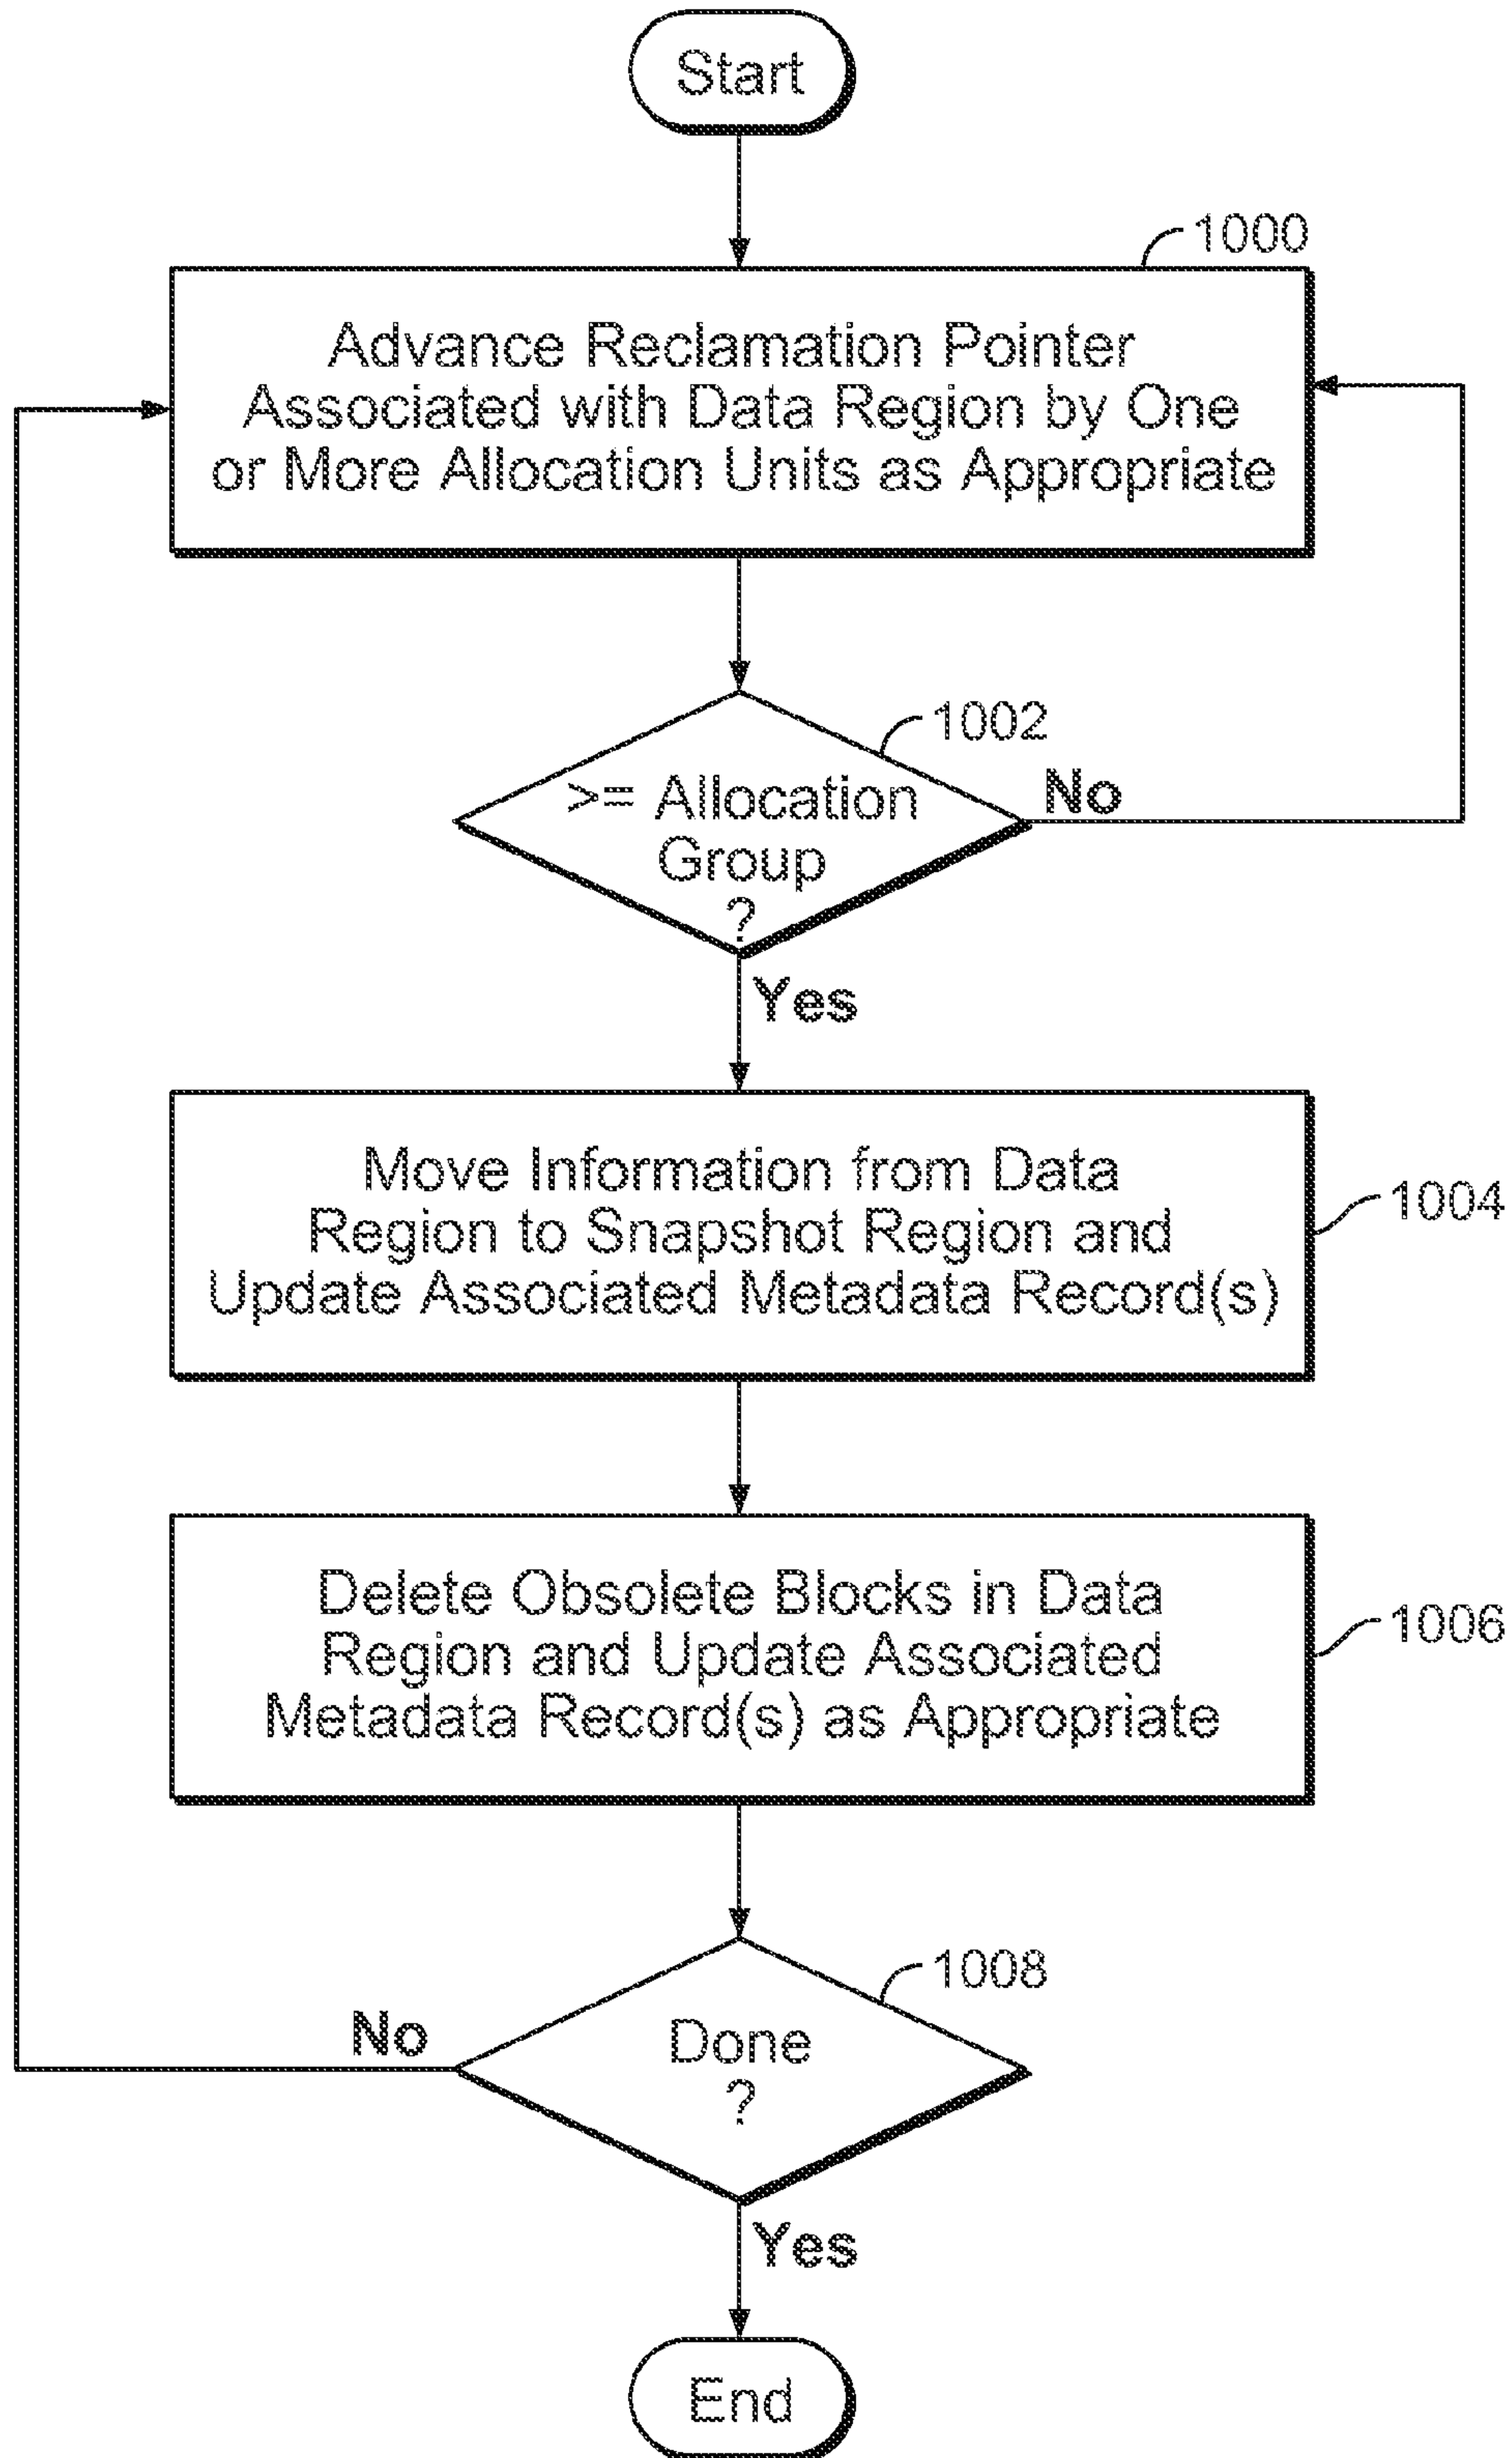 Start
1000
Advance Reclamation Pointer
Associated with Data Region by One
or More Allocation Units as Appropriate
1002
>= Allocation
Group
?
No
Yes
Move Information from Data
Region to Snapshot Region and
Update Associated Metadata Record(s)
1004
Delete Obsolete Blocks in Data
Region and Update Associated
Metadata Record(s) as Appropriate
1006
1008
Done
?
No
Yes
End